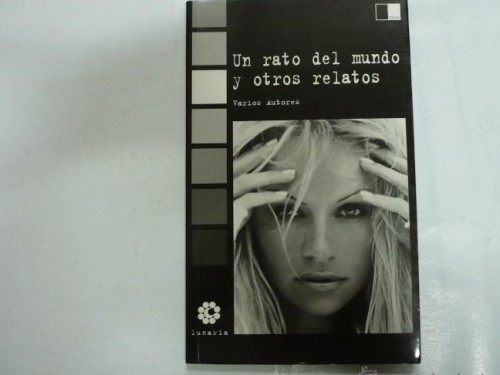 Un rato del mundo
y otros relatos
Varios Autores
lunaria